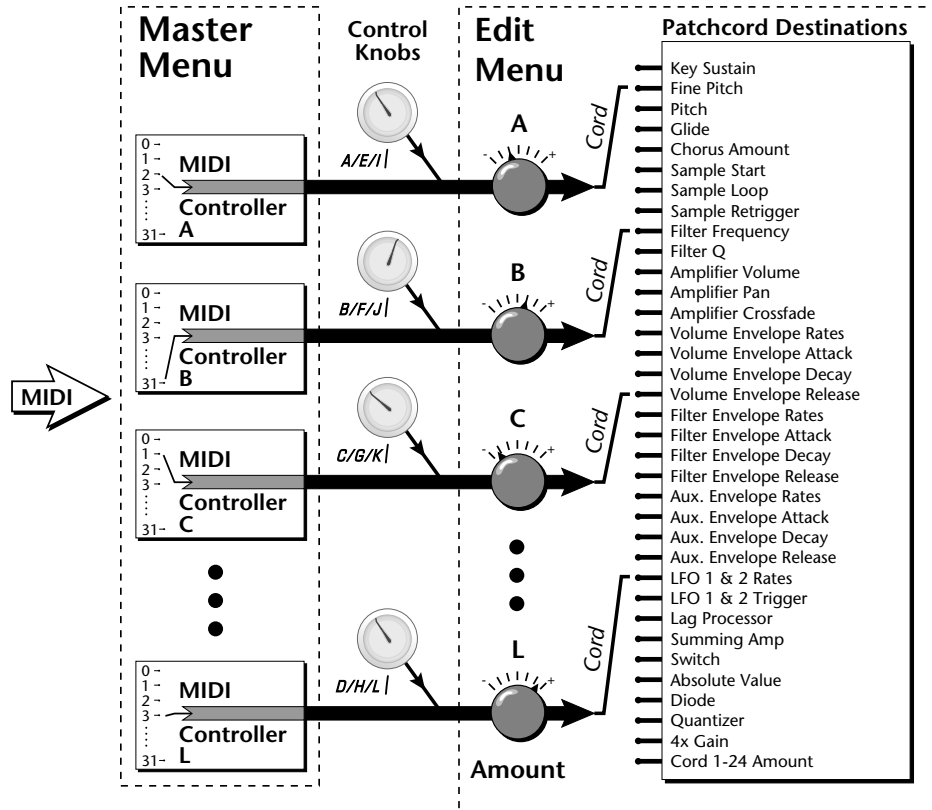 Master
Menu
Control
Knobs
Edit
Menu
Patchcord Destinations
MIDI
0
1
2
3
31
MIDI
Controller
A
A/E/I
A
- +
Cord
0
1
2
3
31
MIDI
Controller
B
B/F/J
B
- +
Cord
0
1
2
3
31
MIDI
Controller
C
C/G/K
C
- +
Cord
0
1
2
3
31
MIDI
Controller
L
D/H/L
L
- +
Cord
Amount
Key Sustain
Fine Pitch
Pitch
Glide
Chorus Amount
Sample Start
Sample Loop
Sample Retrigger
Filter Frequency
Filter Q
Amplifier Volume
Amplifier Pan
Amplifier Crossfade
Volume Envelope Rates
Volume Envelope Attack
Volume Envelope Decay
Volume Envelope Release
Filter Envelope Rates
Filter Envelope Attack
Filter Envelope Decay
Filter Envelope Release
Aux. Envelope Rates
Aux. Envelope Attack
Aux. Envelope Decay
Aux. Envelope Release
LFO 1 & 2 Rates
LFO 1 & 2 Trigger
Lag Processor
Summing Amp
Switch
Absolute Value
Diode
Quantizer
4x Gain
Cord 1-24 Amount